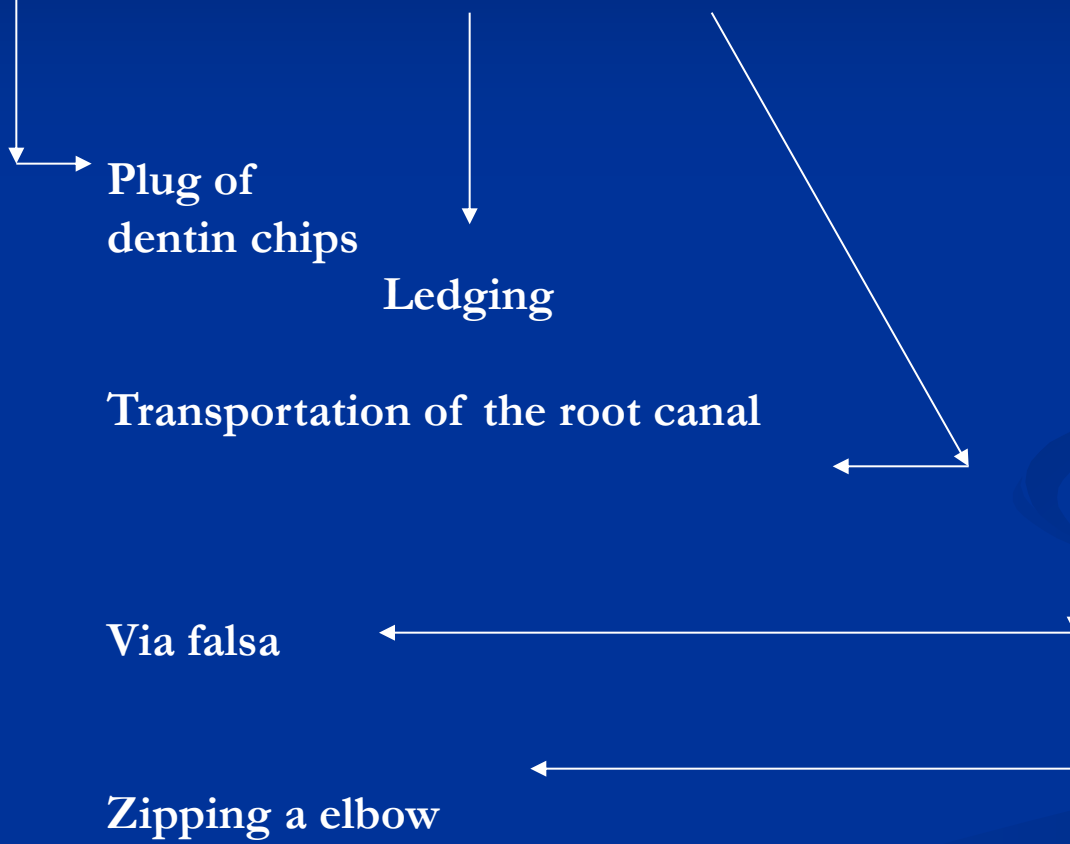 Plug of
dentin chips
Ledging
Transportation of the root canal
Via falsa
Zipping a elbow